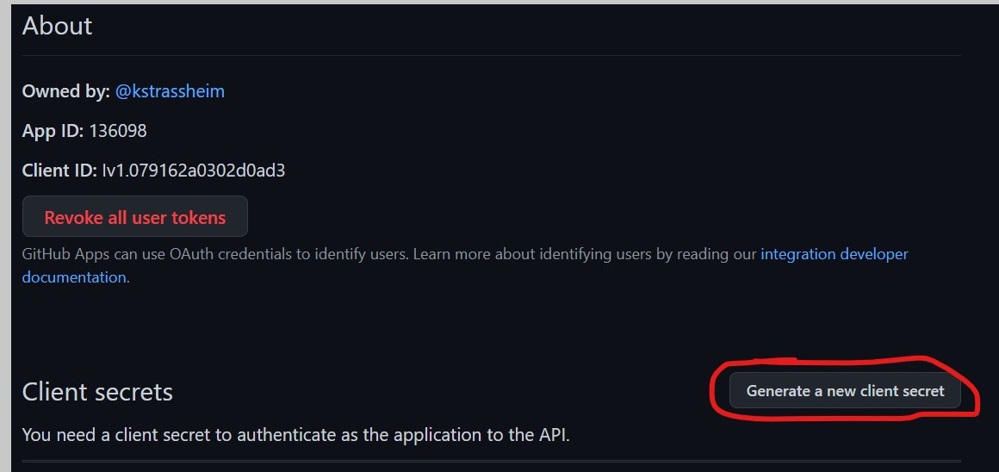 About
Owned by: @kstrassheim
App ID: 136098
Client ID: Iv1.079162a0302d0ad3
Revoke all user tokens
GitHub Apps can use OAuth credentials to identify users. Learn more about identifying users by reading our integration developer
documentation.
Client secrets
Generate a new client secret
You need a client secret to authenticate as the application to the API.